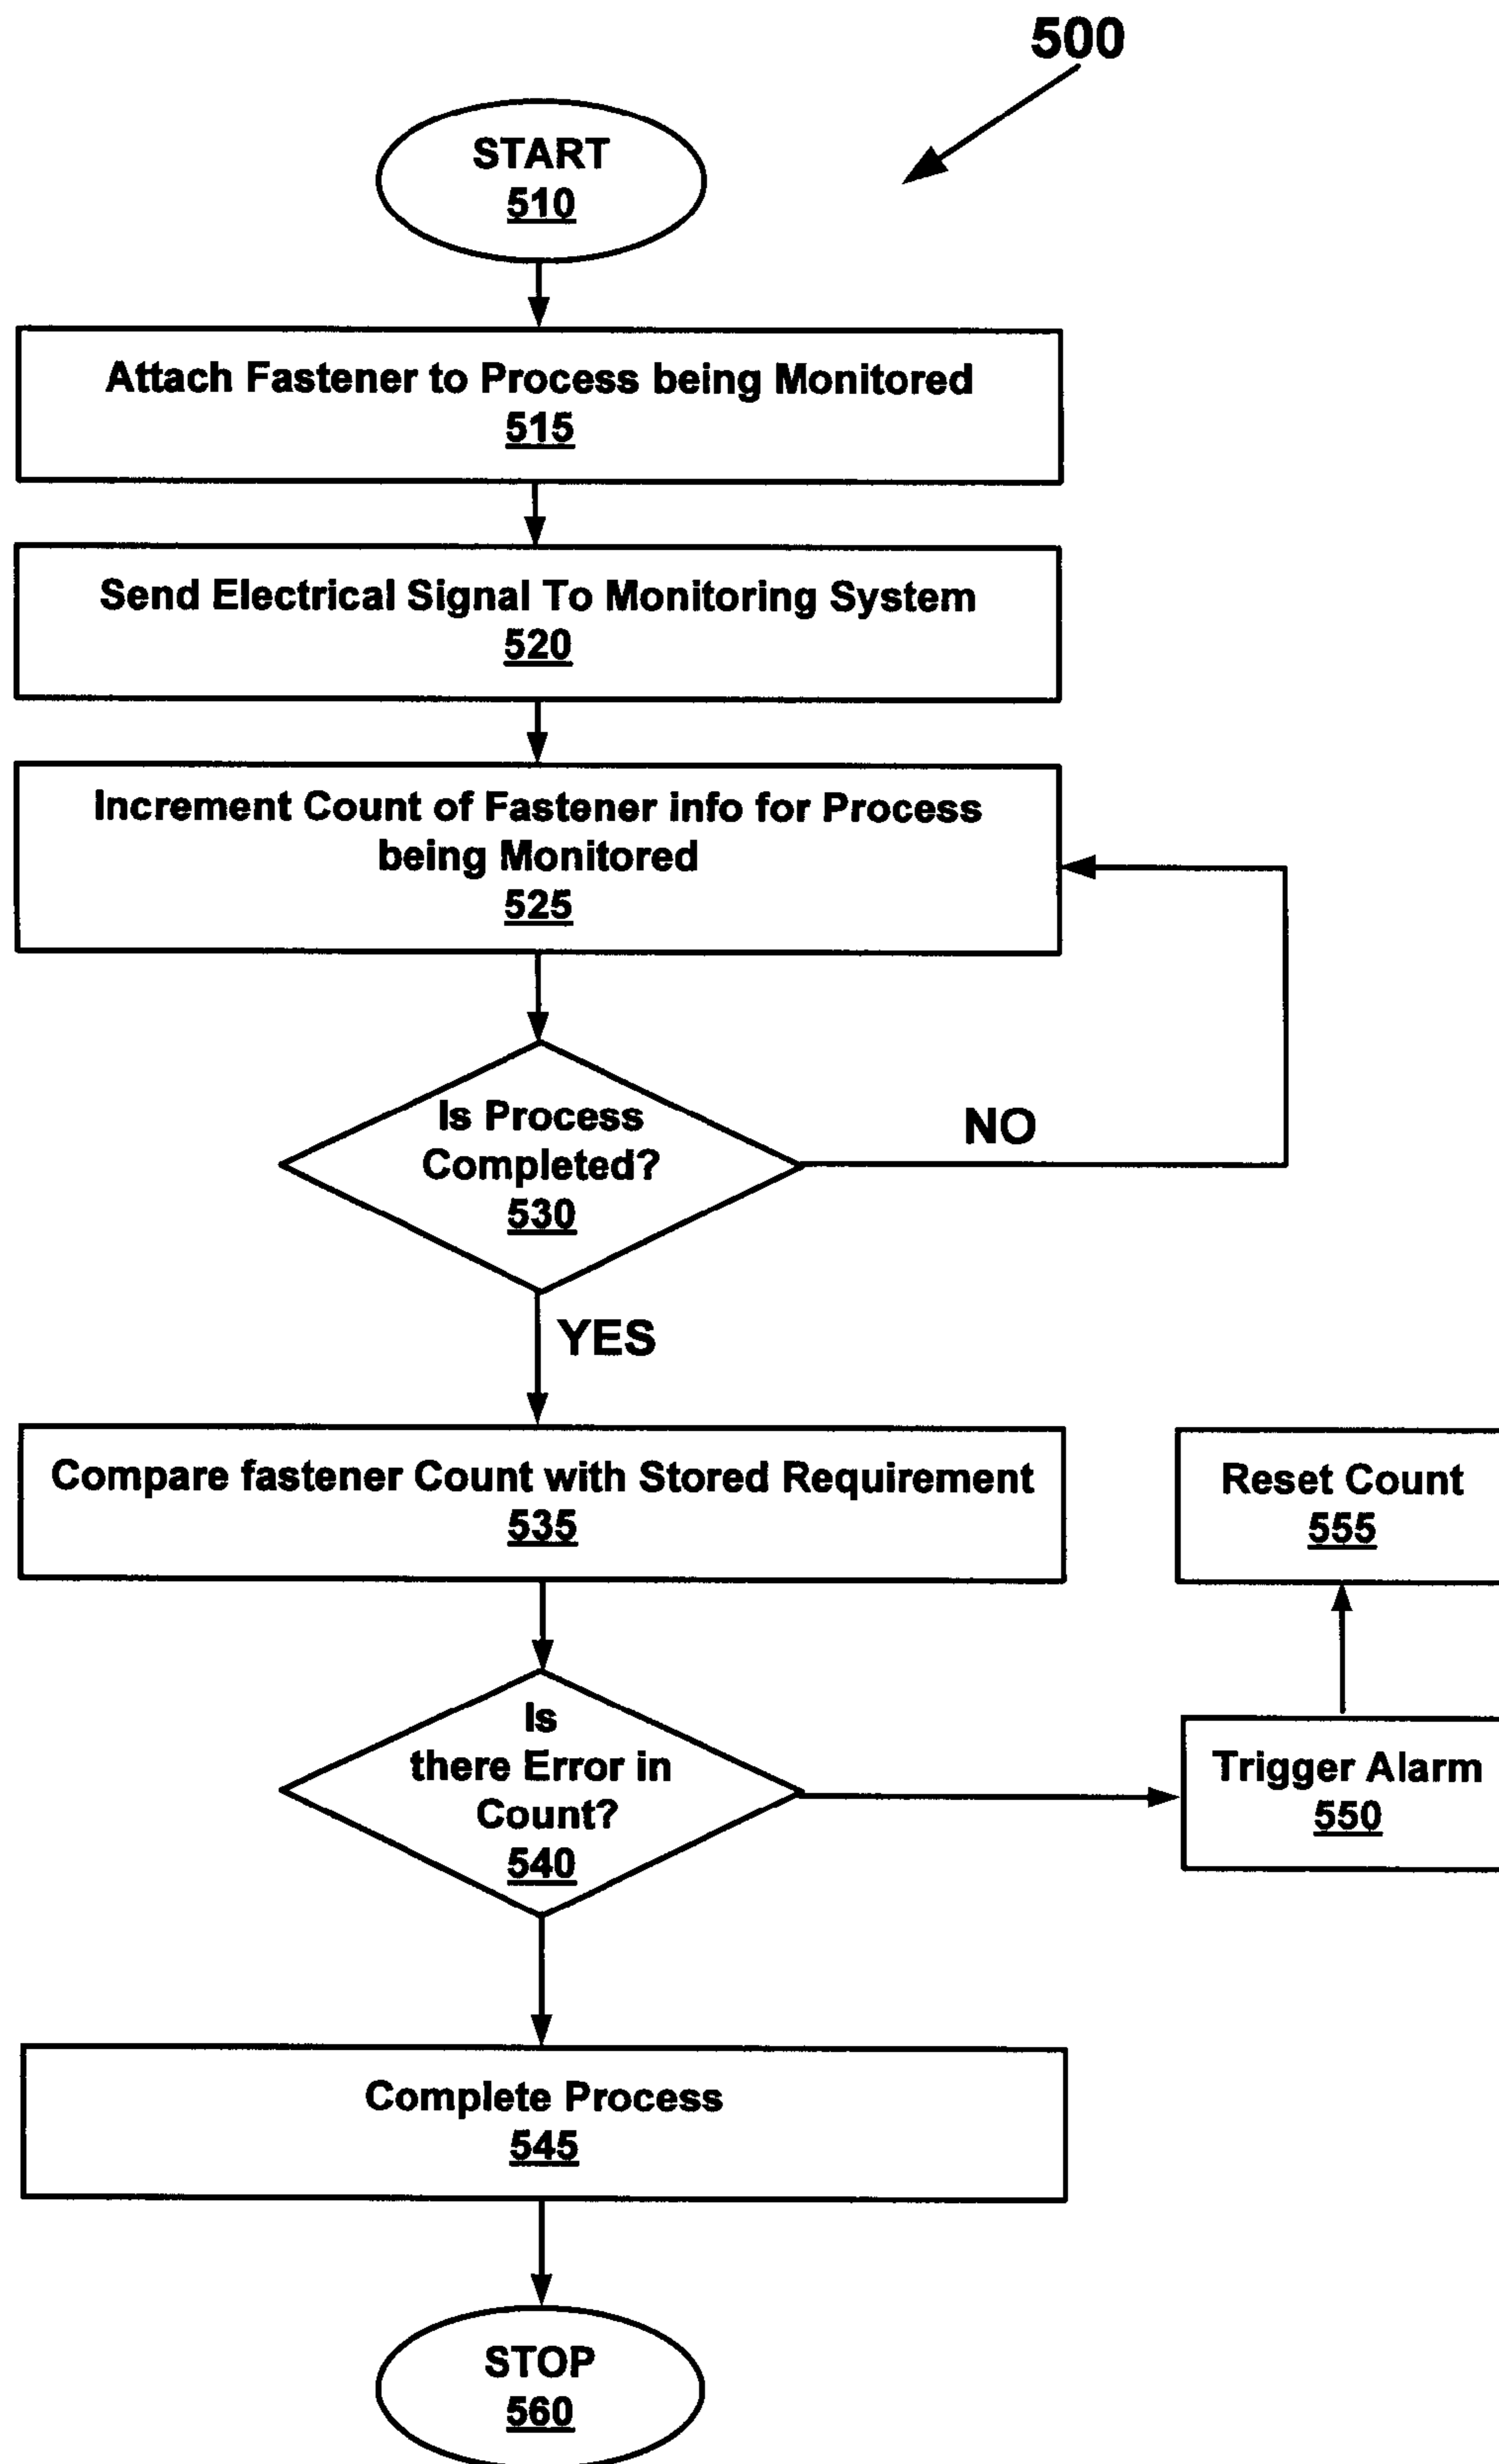 500
START
510
Attach Fastener to Process being Monitored
515
Send Electrical Signal To Monitoring System
520
Increment Count of Fastener info for Process
being Monitored
525
Is Process
Completed?
530
NO
YES
Compare fastener Count with Stored Requirement
535
Reset Count
555
Is
there Error in
Count?
540
Trigger Alarm
550
Complete Process
545
STOP
560